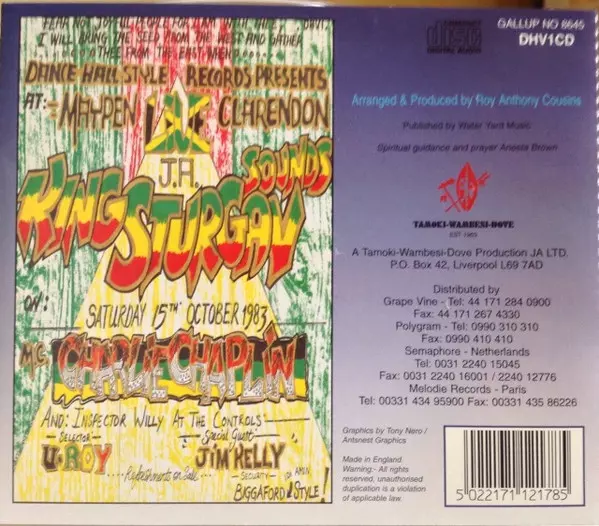 FEAR NOT JOYFUL PEOPLE FOR I AM WITH THEE
I WILL BRING THE SEED FROM THE WEST AND GATHER
THEE FROM THE EAST-MEN
DANCE HALL STYLE RECORDS PRESENTS
AT:- MAYPEN CLARENDON
J.A.
KING STURGAV SOUNDS
ON:
SATURDAY 15TH OCTOBER 1983
M.C. CHARLIE CHAPLIN
AND: INSPECTOR WILLY AT THE CONTROLS
SELECTOR
Special Guest
U-ROY
JIM KELLY
Refreshments on Sale
SECURITY
AMIN
BIGGAFORD STYLE!
COMPACT
disc
DIGITAL AUDIO
GALLUP NO 8645
DHV1CD
Arranged & Produced by Roy Anthony Cousins
Published by Water Yard Music
Spiritual guidance and prayer Anesta Brown
TAMOKI-WAMBESI-DOVE
A Tamoki-Wambesi-Dove Production JA LTD.
P.O. Box 42, Liverpool L69 7AD
Distributed by
Grape Vine - Tel: 44 171 284 0900
Fax: 44 171 267 4330
Polygram - Tel: 0990 310 310
Fax: 0990 410 410
Semaphore - Netherlands
Tel: 0031 2240 15045
Fax: 0031 2240 16001 / 2240 12776
Melodie Records - Paris
Tel: 00331 434 95900 Fax: 00331 435 86226
Graphics by Tony Nero /
Antsnest Graphics
Made in England.
Warning:- All rights
reserved, unauthorised
duplication is a violation
of applicable law.
5 022171 121785